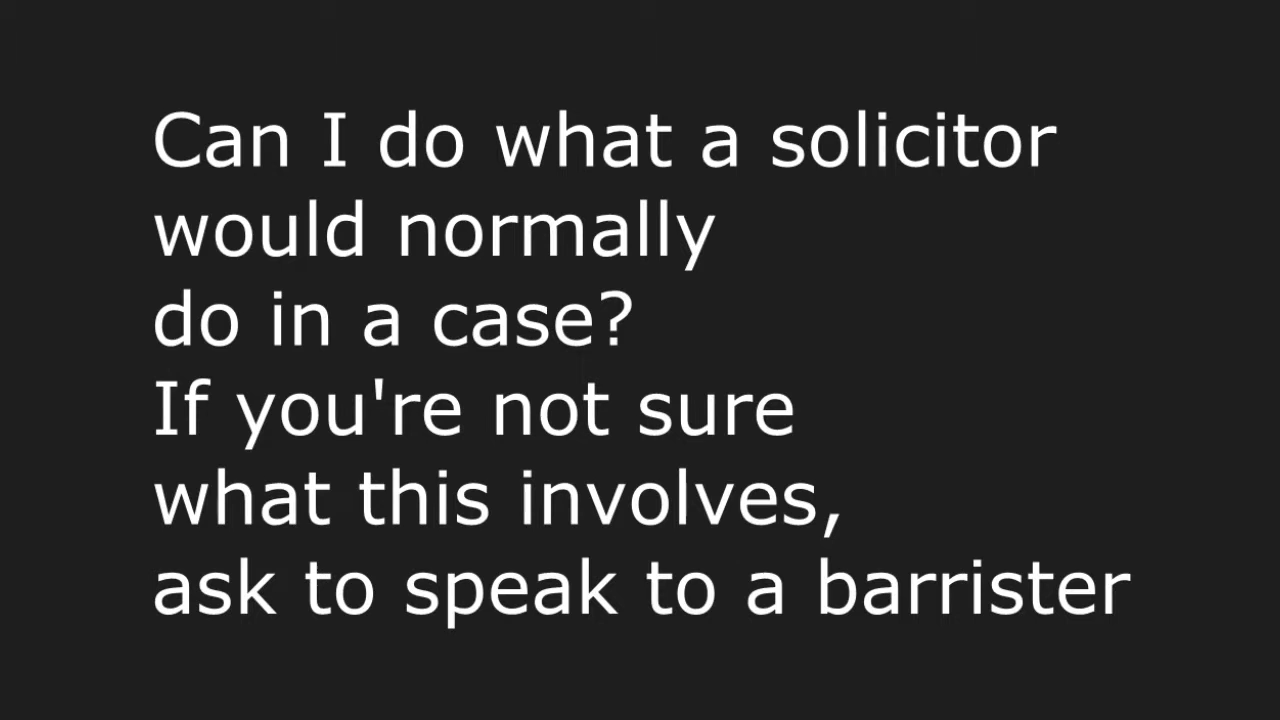 Can I do what a solicitor
would normally
do in a case?
If you're not sure
what this involves,
ask to speak to a barrister